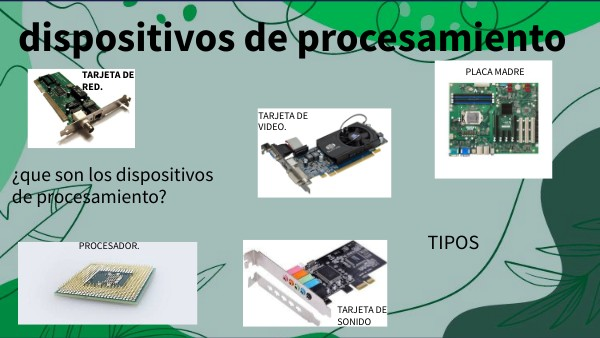 dispositivos de procesamiento
TARJETA DE
RED.
PLACA MADRE
TARJETA DE
VIDEO.
¿que son los dispositivos
de procesamiento?
TIPOS
PROCESADOR.
TARJETA DE
SONIDO